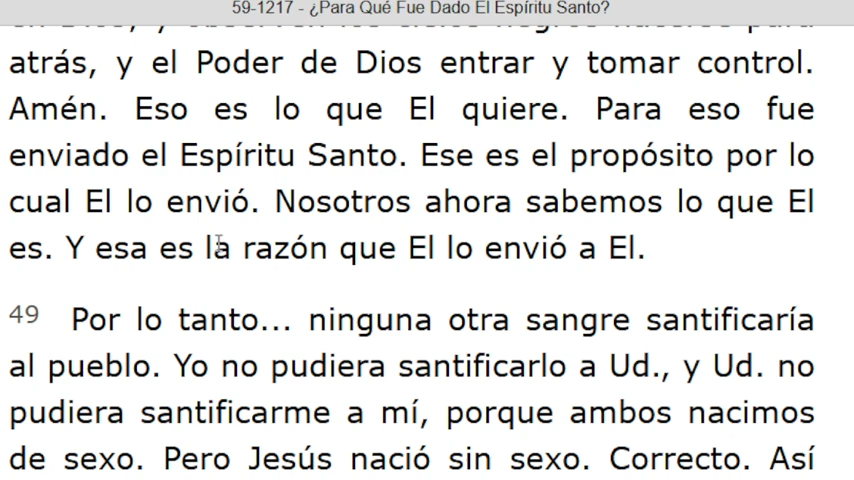 59-1217 - ¿Para Qué Fue Dado El Espíritu Santo?
atrás, y el Poder de Dios entrar y tomar control.
Amén. Eso es lo que El quiere. Para eso fue
enviado el Espíritu Santo. Ese es el propósito por lo
cual El lo envió. Nosotros ahora sabemos lo que El
es. Y esa es la razón que El lo envió a El.
49 Por lo tanto... ninguna otra sangre santificaría
al pueblo. Yo no pudiera santificarlo a Ud., y Ud. no
pudiera santificarme a mí, porque ambos nacimos
de sexo. Pero Jesús nació sin sexo. Correcto. Así